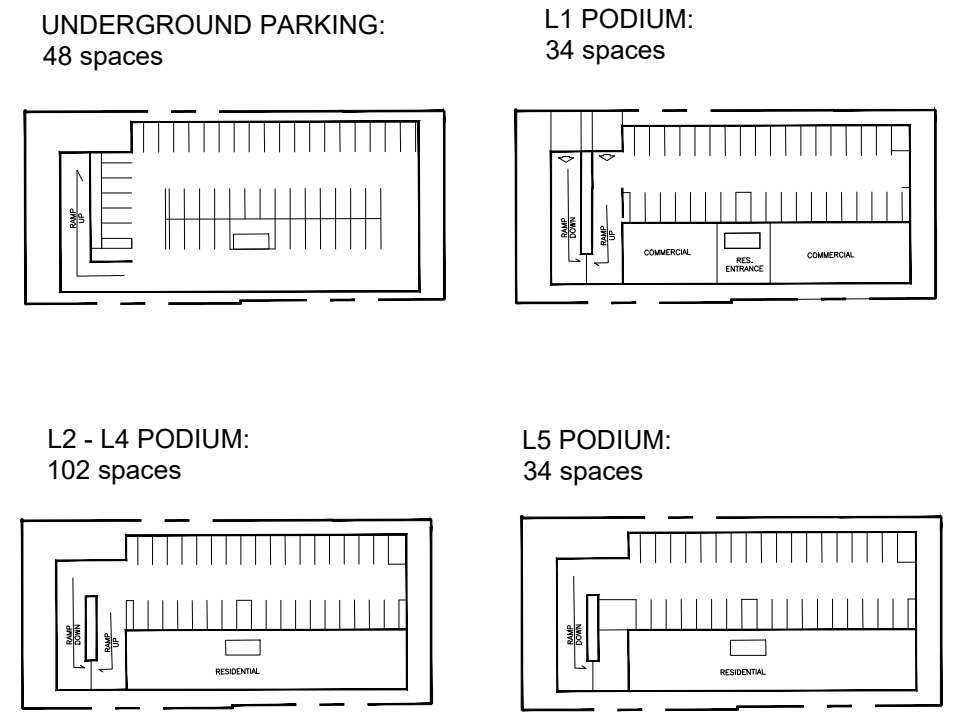 UNDERGROUND PARKING:
48 spaces
L1 PODIUM:
34 spaces
RAMP
UP
RAMP
DOWN
RAMP
UP
COMMERCIAL
RES.
ENTRANCE
COMMERCIAL
L2 - L4 PODIUM:
102 spaces
L5 PODIUM:
34 spaces
RAMP
DOWN
RAMP
UP
RESIDENTIAL
RAMP
DOWN
RESIDENTIAL